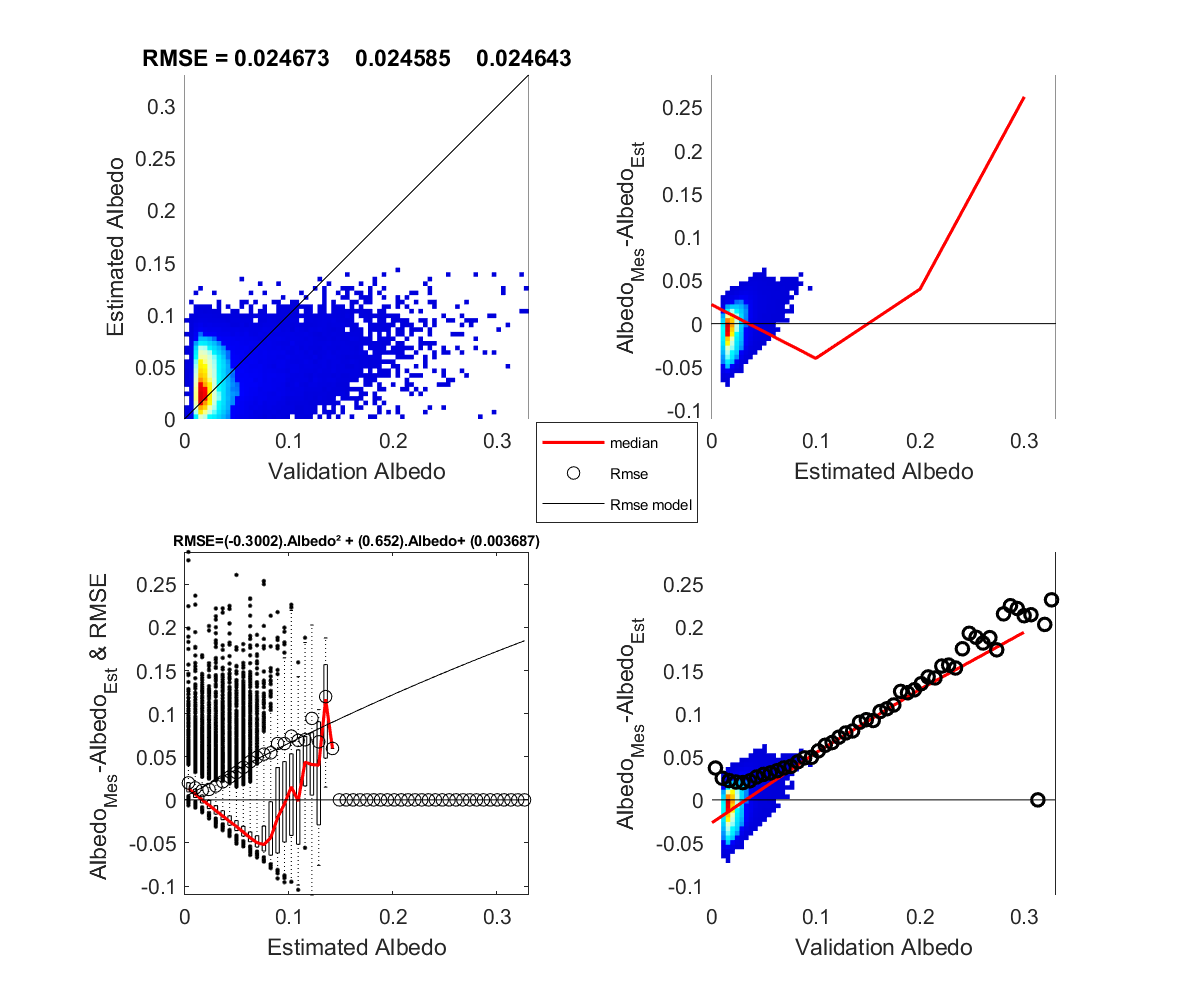 RMSE = 0.024673 0.024585 0.024643
0.3
0.25
0.2
0.15
0.1
0.05
0
0 0.1 0.2 0.3
Estimated Albedo
Validation Albedo
0.25
0.2
0.15
0.1
0.05
0
-0.05
-0.1
0 0.1 0.2 0.3
Albedo_Mes-Albedo_Est
Estimated Albedo
median
Rmse
Rmse model
RMSE=(-0.3002).Albedo² + (0.652).Albedo+ (0.003687)
0.25
0.2
0.15
0.1
0.05
0
-0.05
-0.1
0 0.1 0.2 0.3
Albedo_Mes-Albedo_Est & RMSE
Estimated Albedo
0.25
0.2
0.15
0.1
0.05
0
-0.05
-0.1
0 0.1 0.2 0.3
Albedo_Mes-Albedo_Est
Validation Albedo